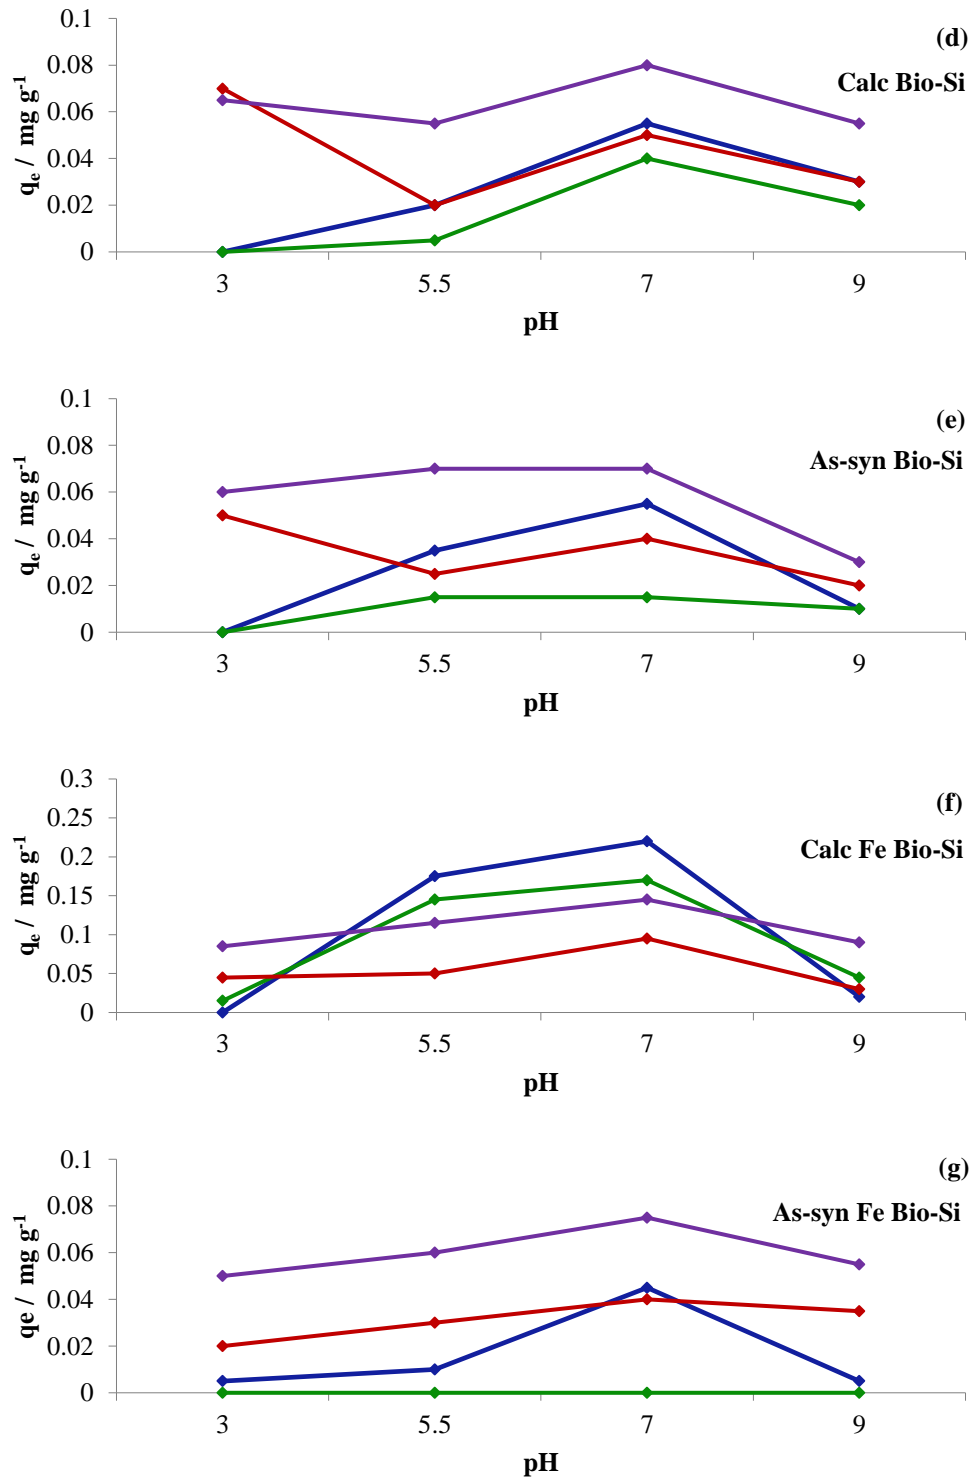 0.1
(d)
0.08
Calc Bio-Si
0.06
0.04
0.02
0
qe / mg g-1
3 5.5 7 9
pH
0.1
(e)
0.08
As-syn Bio-Si
0.06
0.04
0.02
0
qe / mg g-1
3 5.5 7 9
pH
0.3
(f)
0.25
Calc Fe Bio-Si
0.2
0.15
0.1
0.05
0
qe / mg g-1
3 5.5 7 9
pH
0.1
(g)
0.08
As-syn Fe Bio-Si
0.06
0.04
0.02
0
qe / mg g-1
3 5.5 7 9
pH